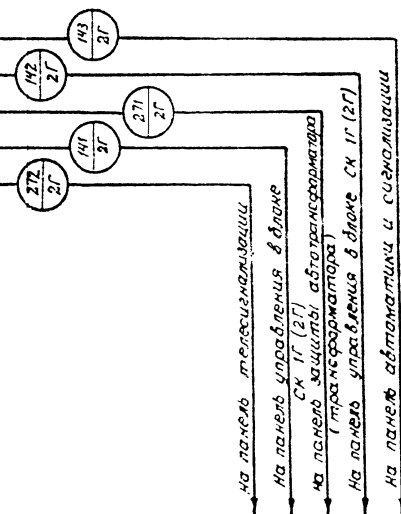 143
2Г
142
2Г
271
2Г
141
2Г
272
2Г
на панель телесигнализации
на панель управления в блоке
СК 1Г (2Г)
на панель защиты автотрансформатора
(трансформатора)
на панель управления в блоке СК 1Г (2Г)
на панель автоматики и сигнализации